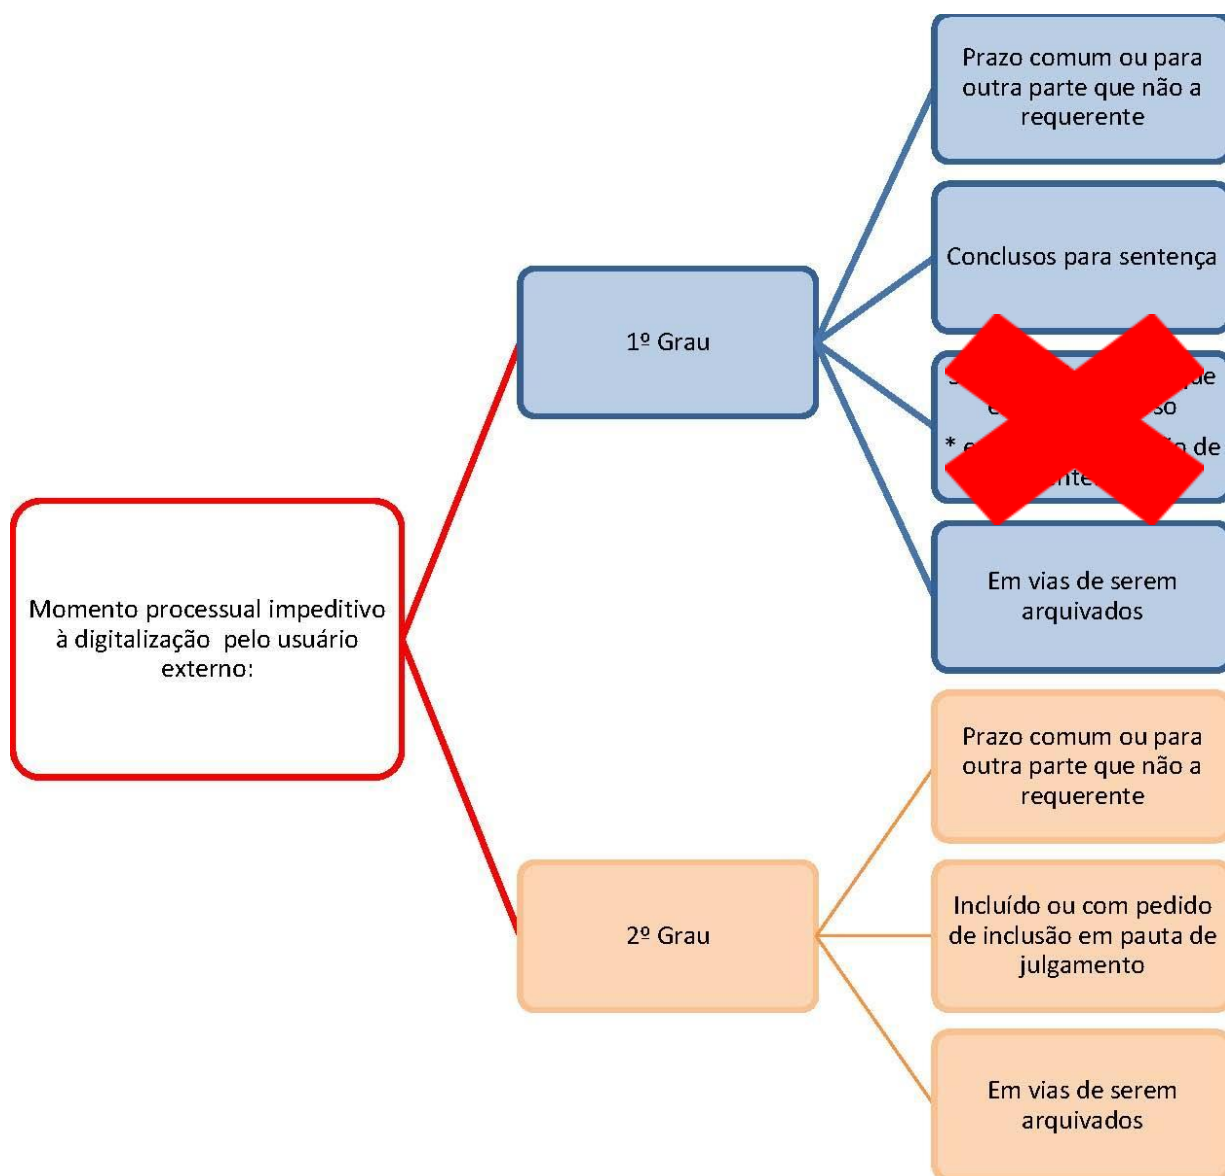 Prazo comum ou para
outra parte que não a
requerente
Conclusos para sentença
1º Grau
que
* de
Em vias de serem
arquivados
Momento processual impeditivo
à digitalização pelo usuário
externo:
Prazo comum ou para
outra parte que não a
requerente
2º Grau
Incluído ou com pedido
de inclusão em pauta de
julgamento
Em vias de serem
arquivados